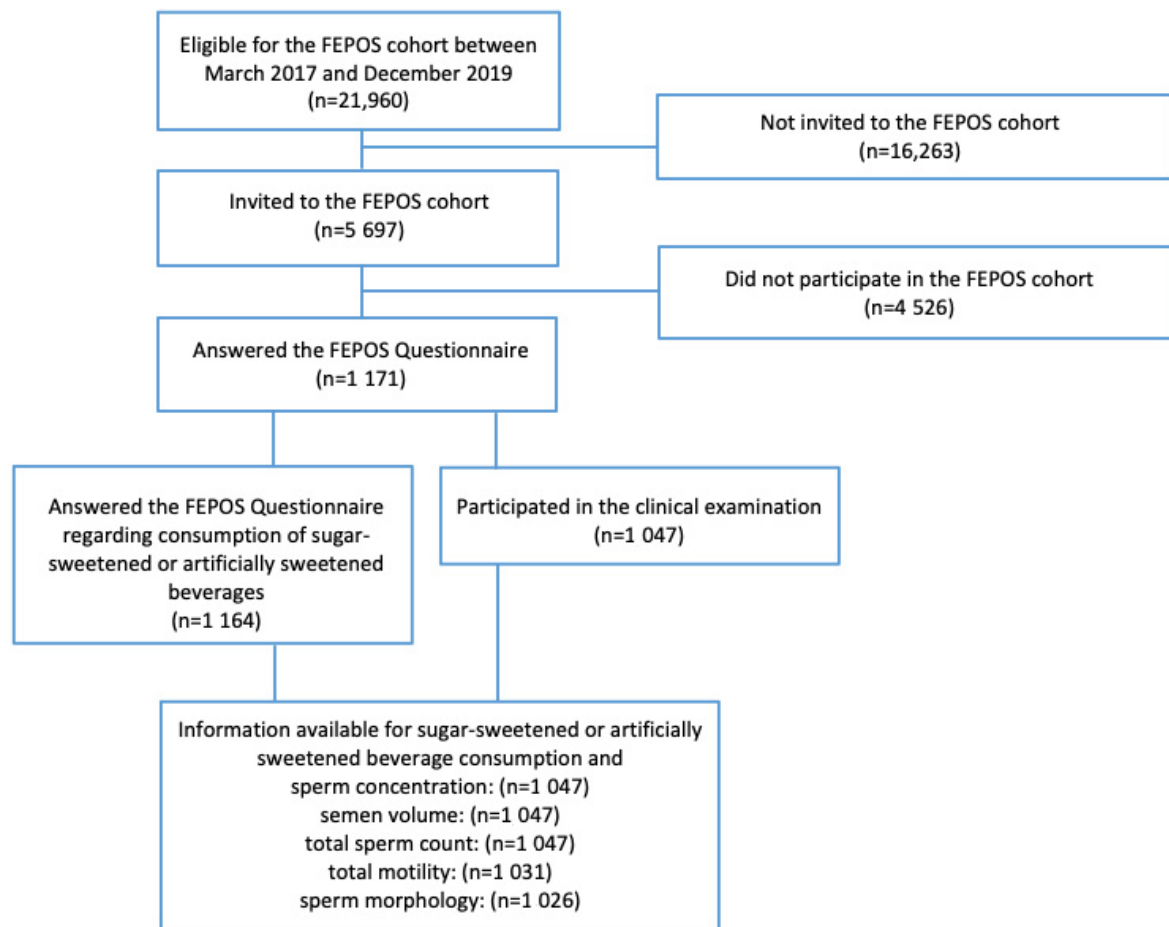 Eligible for the FEPOS cohort between
March 2017 and December 2019
(n=21,960)
Not invited to the FEPOS cohort
(n=16,263)
Invited to the FEPOS cohort
(n=5 697)
Did not participate in the FEPOS cohort
(n=4 526)
Answered the FEPOS Questionnaire
(n=1 171)
Answered the FEPOS Questionnaire
regarding consumption of sugar-
sweetened or artificially sweetened
beverages
(n=1 164)
Participated in the clinical examination
(n=1 047)
Information available for sugar-sweetened or artificially
sweetened beverage consumption and
sperm concentration: (n=1 047)
semen volume: (n=1 047)
total sperm count: (n=1 047)
total motility: (n=1 031)
sperm morphology: (n=1 026)